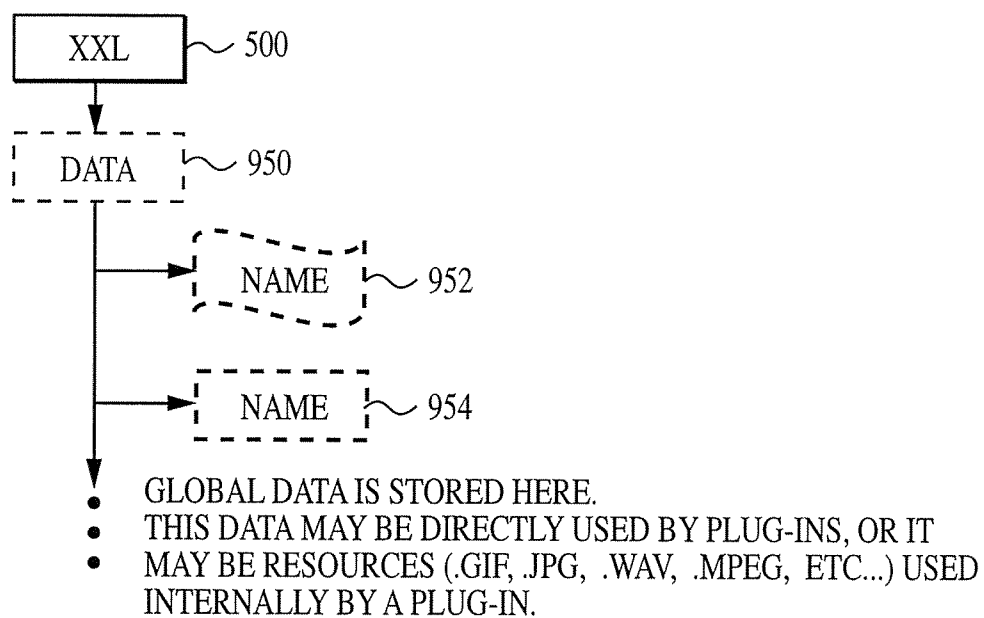 XXL 500
DATA 950
NAME 952
NAME 954
GLOBAL DATA IS STORED HERE.
THIS DATA MAY BE DIRECTLY USED BY PLUG-INS, OR IT
MAY BE RESOURCES (.GIF, .JPG, .WAV, .MPEG, ETC...) USED
INTERNALLY BY A PLUG-IN.